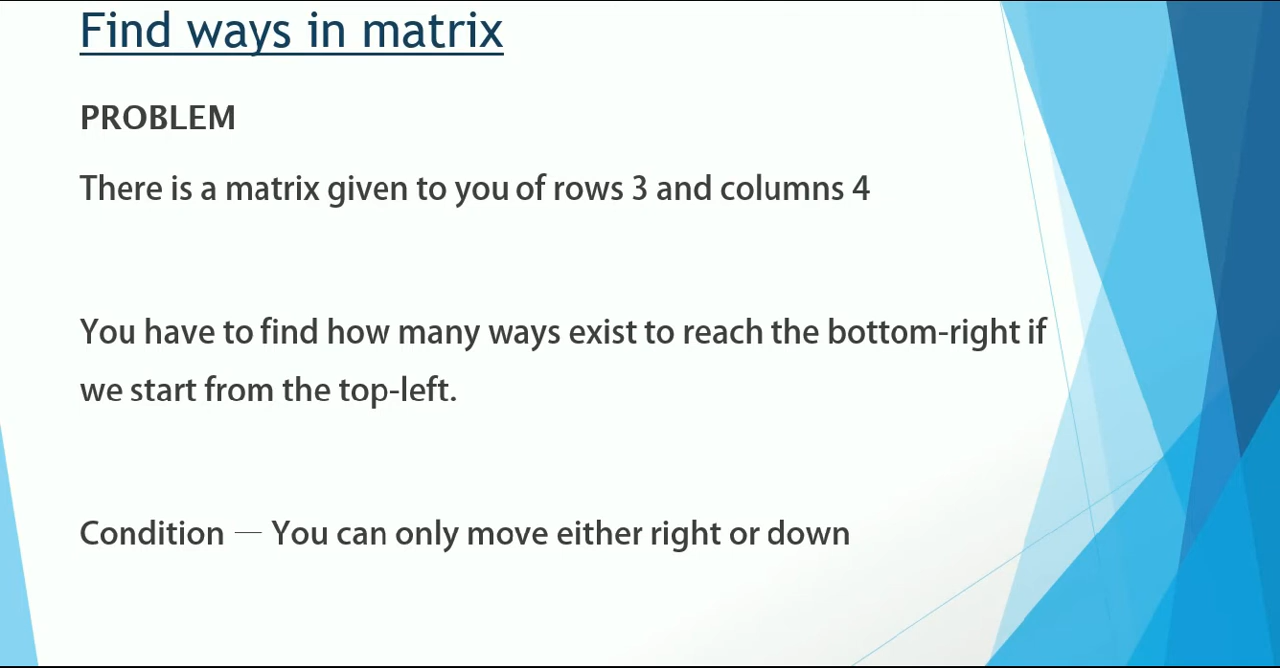 Find ways in matrix
PROBLEM
There is a matrix given to you of rows 3 and columns 4
You have to find how many ways exist to reach the bottom-right if
we start from the top-left.
Condition — You can only move either right or down